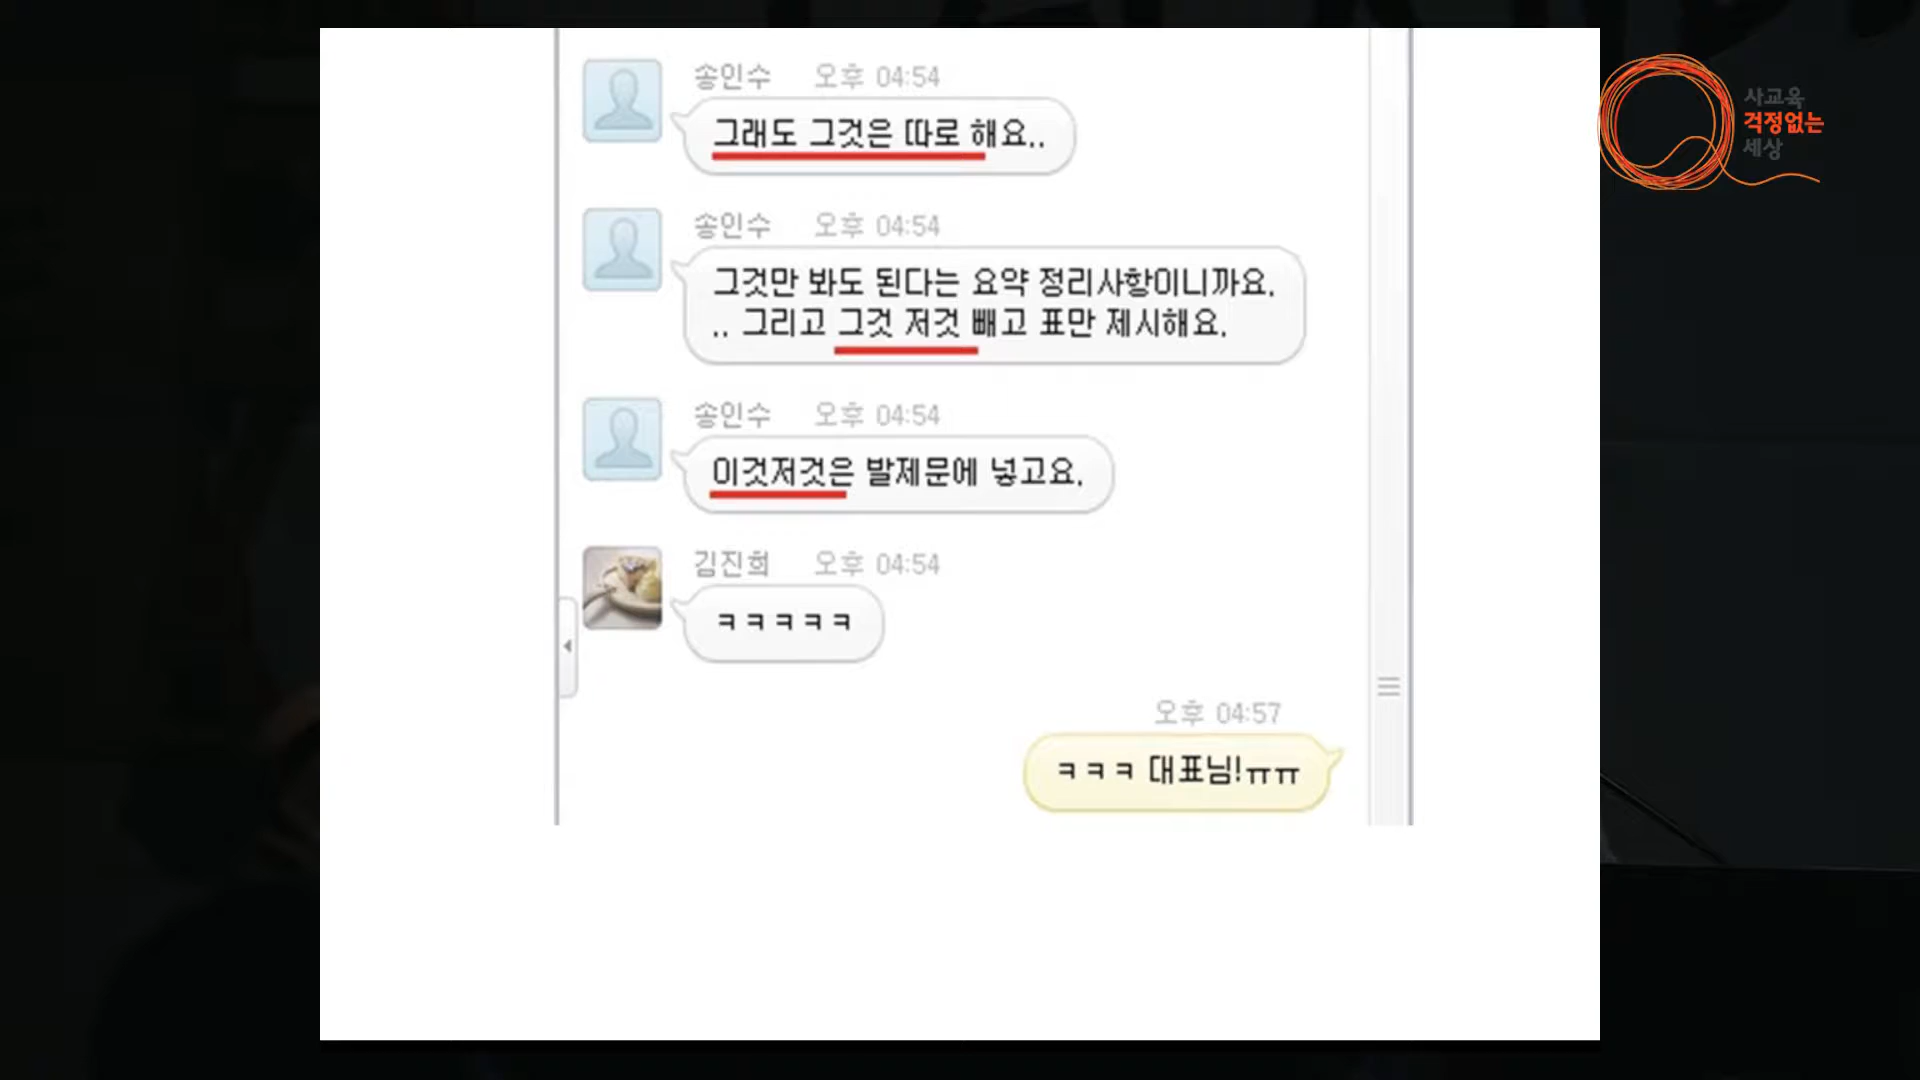 송인수 오후 04:54
그래도 그것은 따로 해요..
송인수 오후 04:54
그것만 봐도 된다는 요약 정리사항이니까요.
.. 그리고 그것 저것 빼고 표만 제시해요.
송인수 오후 04:54
이것저것은 발제문에 넣고요.
김진희 오후 04:54
ㅋㅋㅋㅋㅋ
오후 04:57
ㅋㅋㅋ 대표님!ㅠㅠ
사교육
걱정없는
세상